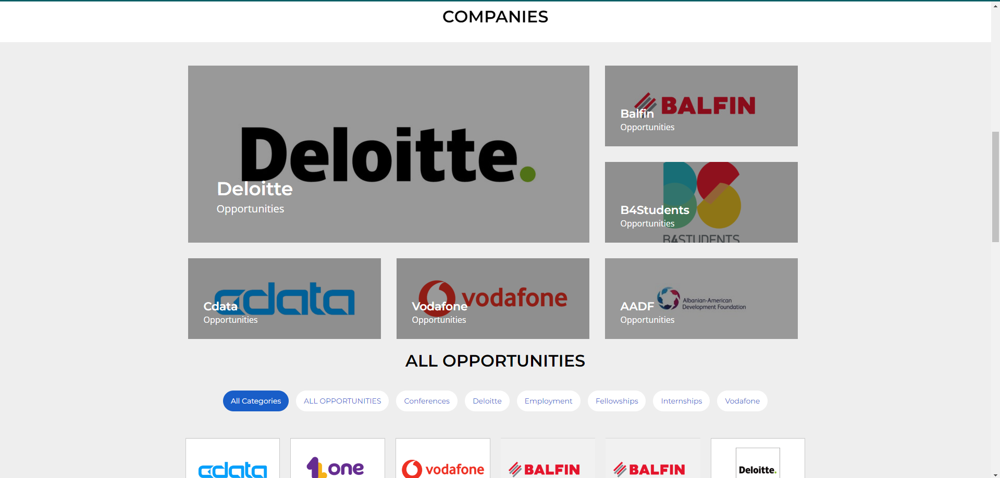 COMPANIES
Deloitte.
Deloitte
Opportunities
BALFIN
Balfin
Opportunities
B4Students
Opportunities
B4STUDENTS
cdata
Cdata
Opportunities
vodafone
Vodafone
Opportunities
Albanian-American
Development Foundation
AADF
Opportunities
ALL OPPORTUNITIES
All Categories
ALL OPPORTUNITIES
Conferences
Deloitte
Employment
Fellowships
Internships
Vodafone
cdata
one
vodafone
BALFIN
BALFIN
Deloitte.